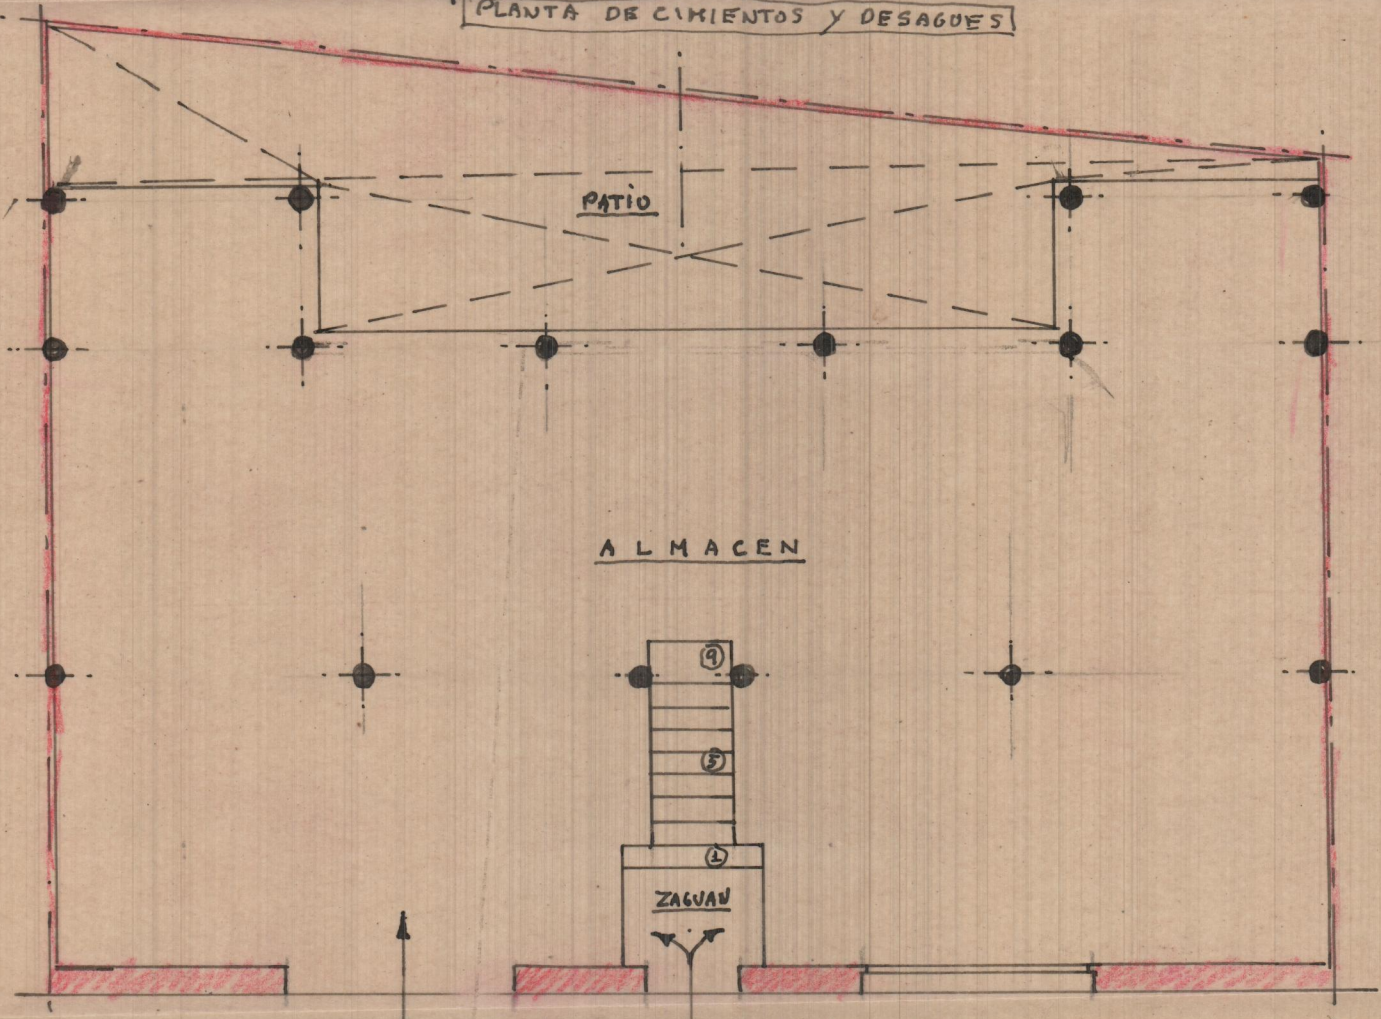 PLANTA DE CIMIENTOS Y DESAGUES
PATIO
ALMACEN
9
5
1
ZAGUAN